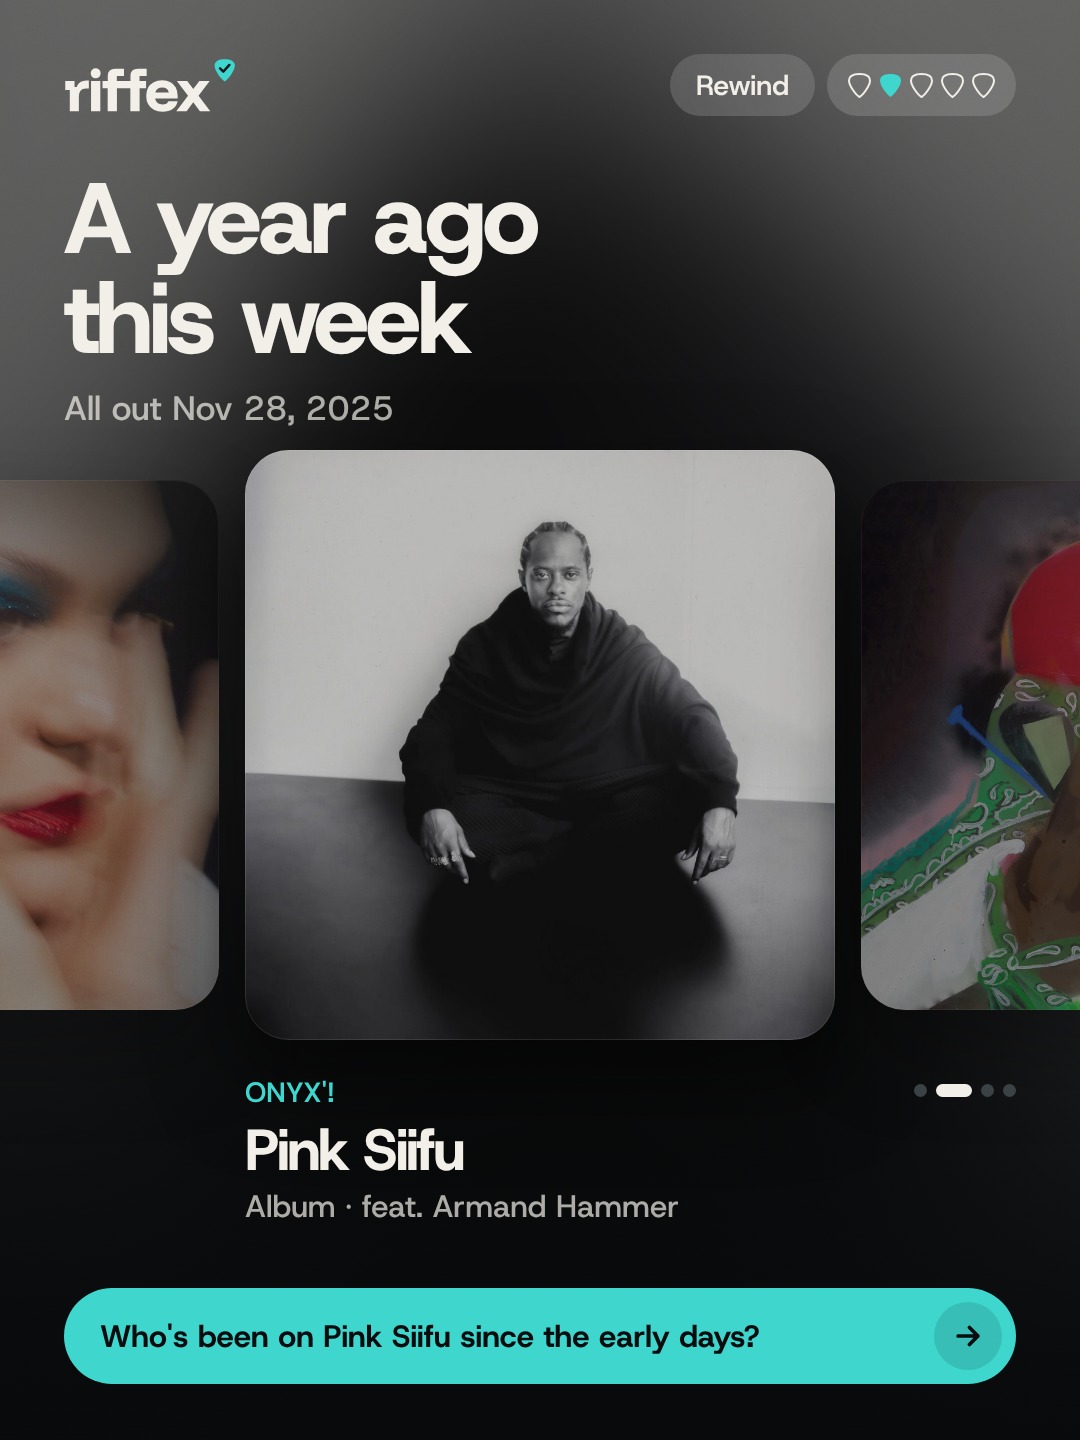 riffex
Rewind
A year ago
this week
All out Nov 28, 2025
ONYX'!
Pink Siifu
Album · feat. Armand Hammer
Who's been on Pink Siifu since the early days?